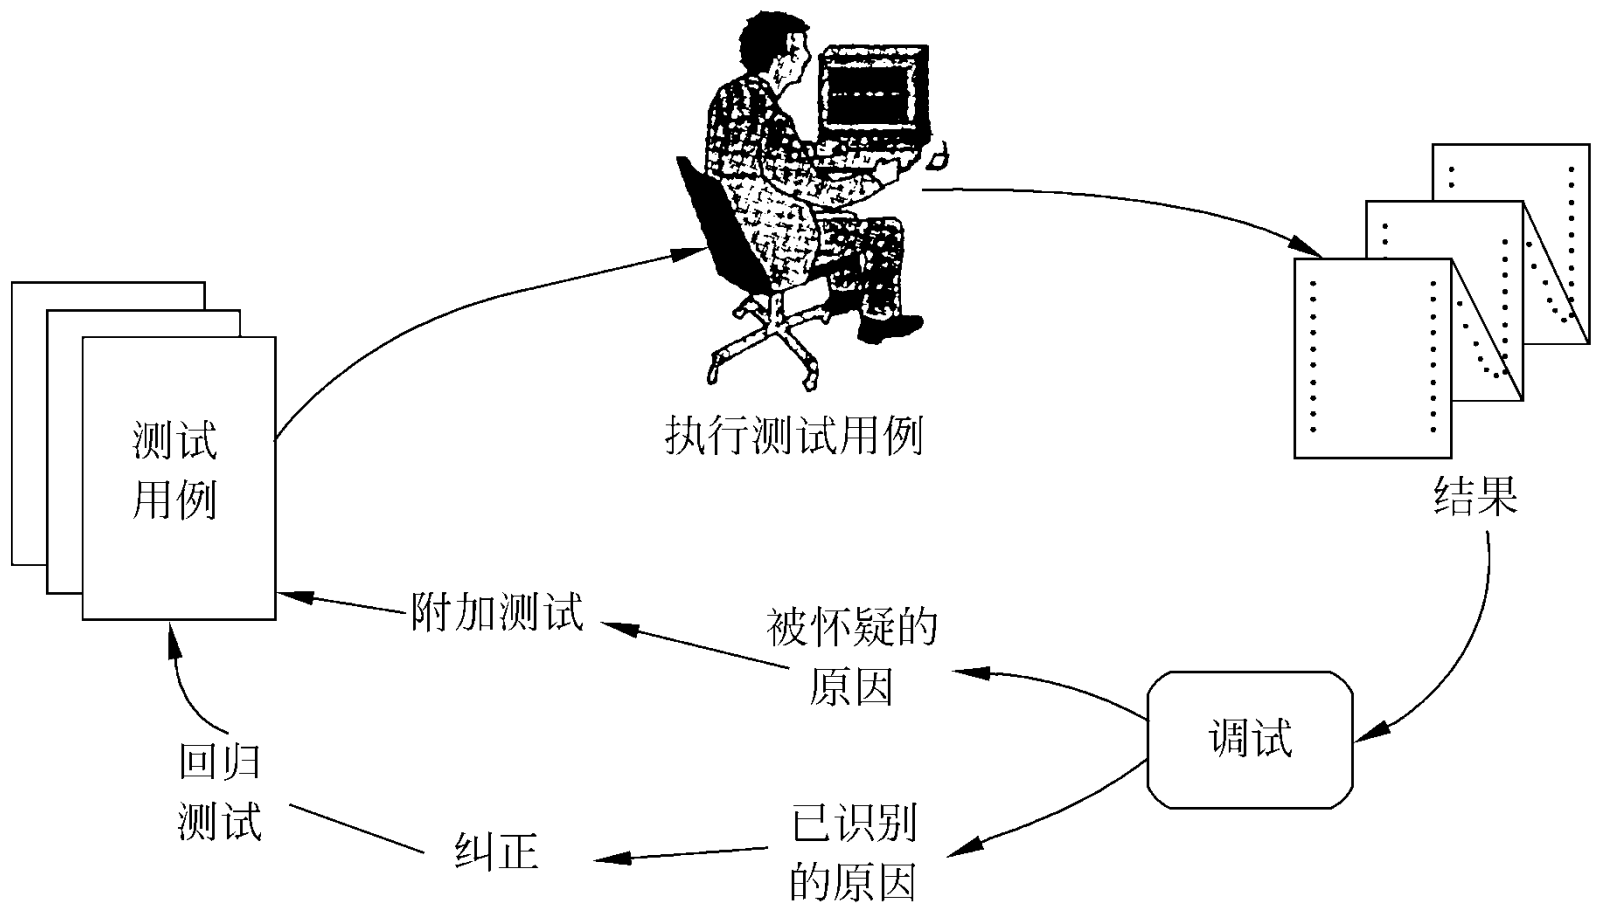 执行测试用例
测试
用例
结果
附加测试
被怀疑的
原因
调试
回归
测试
纠正
已识别
的原因